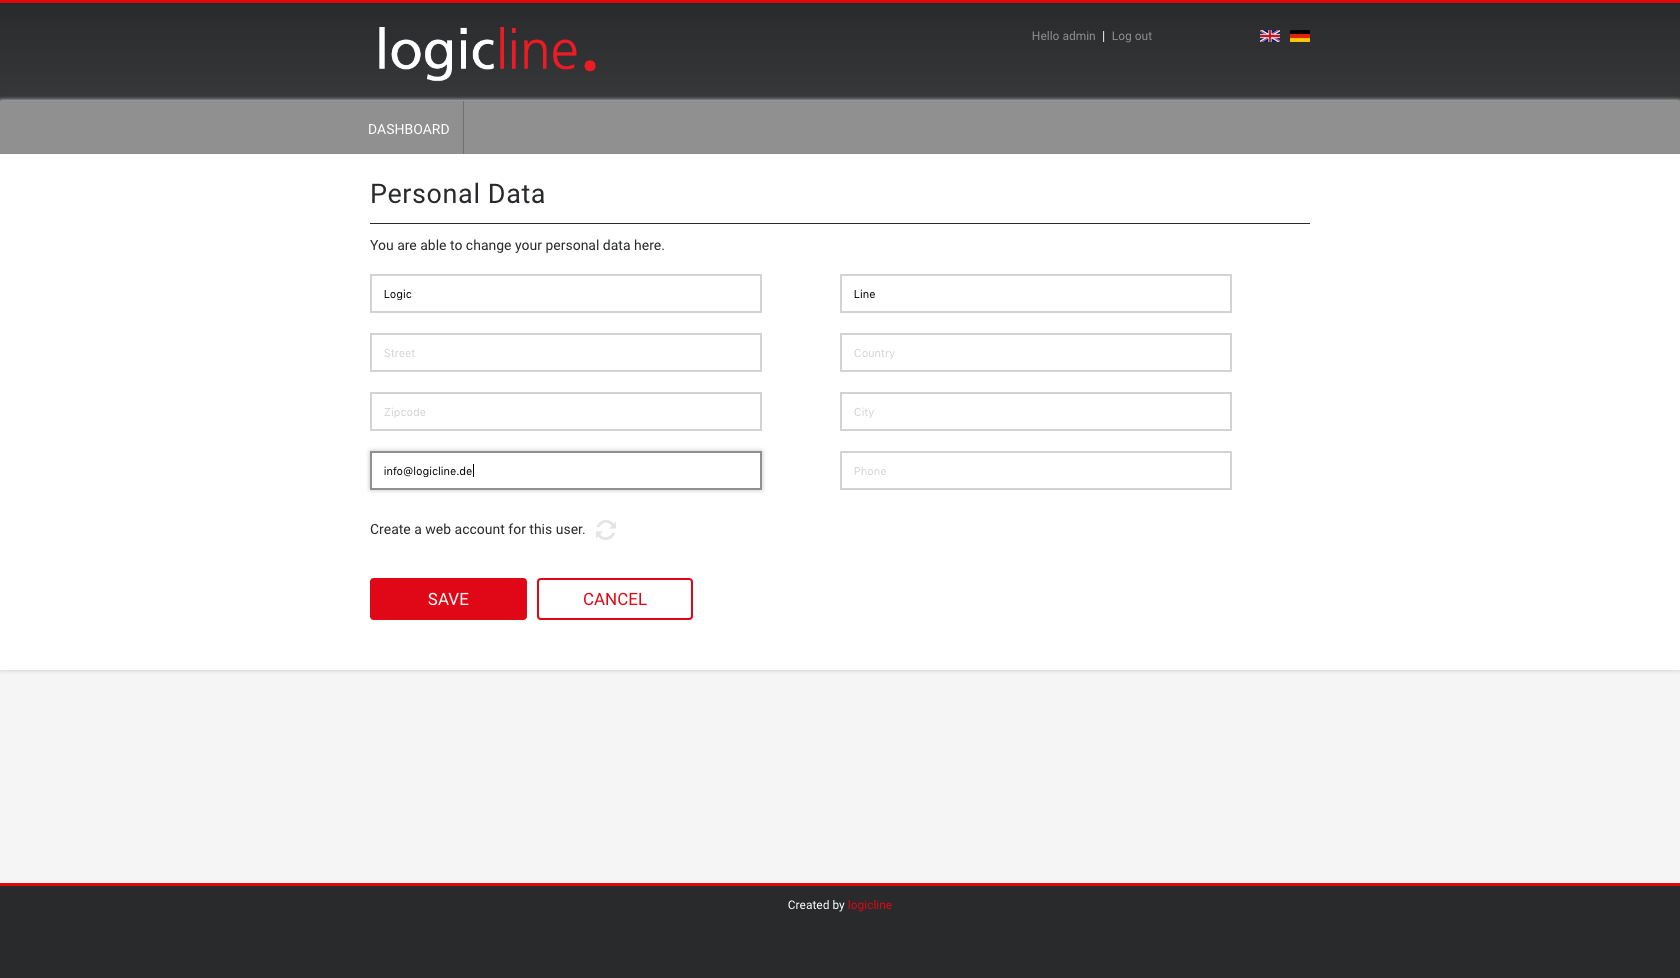 logicline.
Hello admin | Log out
DASHBOARD
Personal Data
You are able to change your personal data here.
Logic
Line
Street
Country
Zipcode
City
info@logicline.de
Phone
Create a web account for this user.
SAVE
CANCEL
Created by logicline